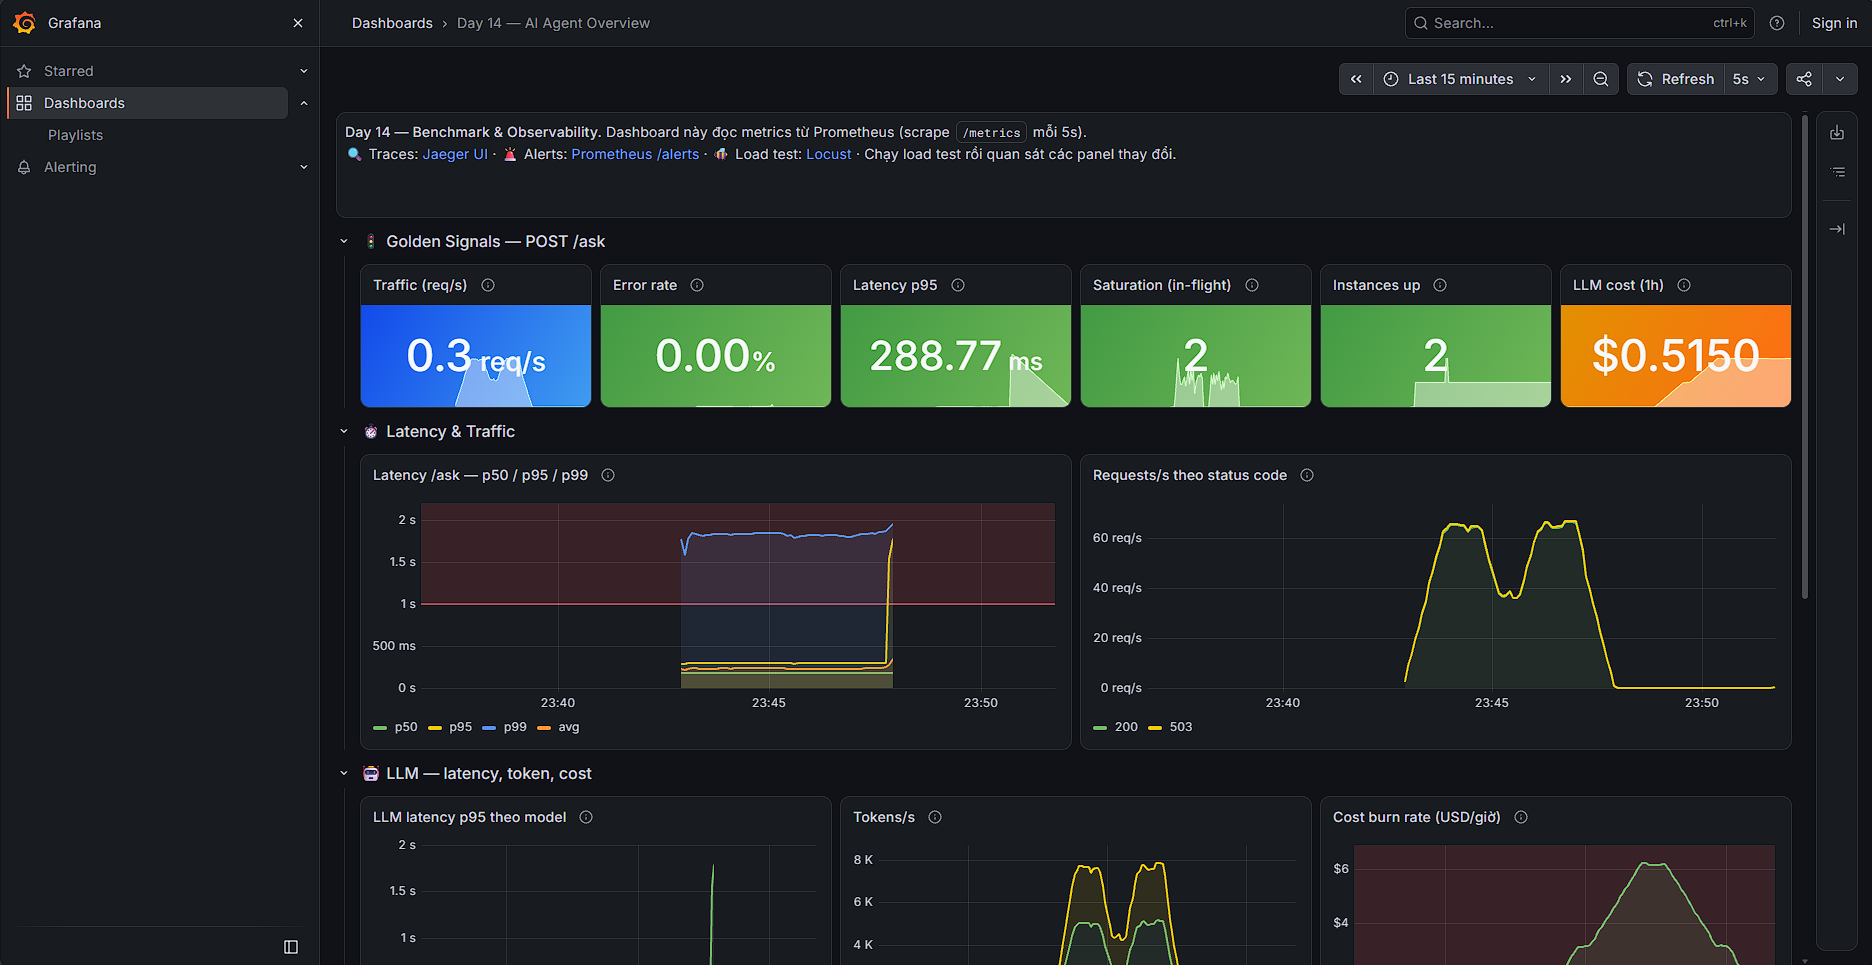 Grafana
Dashboards › Day 14 — AI Agent Overview
Search...
ctrl+k
Sign in
Starred
Dashboards
Playlists
Alerting
Last 15 minutes
Refresh
5s
Day 14 — Benchmark & Observability. Dashboard này đọc metrics từ Prometheus (scrape /metrics mỗi 5s).
Traces: Jaeger UI · Alerts: Prometheus /alerts · Load test: Locust · Chạy load test rồi quan sát các panel thay đổi.
Golden Signals — POST /ask
Traffic (req/s)
0.3 req/s
Error rate
0.00%
Latency p95
288.77 ms
Saturation (in-flight)
2
Instances up
2
LLM cost (1h)
$0.5150
Latency & Traffic
Latency /ask — p50 / p95 / p99
2 s
1.5 s
1 s
500 ms
0 s
23:40
23:45
23:50
p50
p95
p99
avg
Requests/s theo status code
60 req/s
40 req/s
20 req/s
0 req/s
23:40
23:45
23:50
200
503
LLM — latency, token, cost
LLM latency p95 theo model
2 s
1.5 s
1 s
Tokens/s
8 K
6 K
4 K
Cost burn rate (USD/giờ)
$6
$4